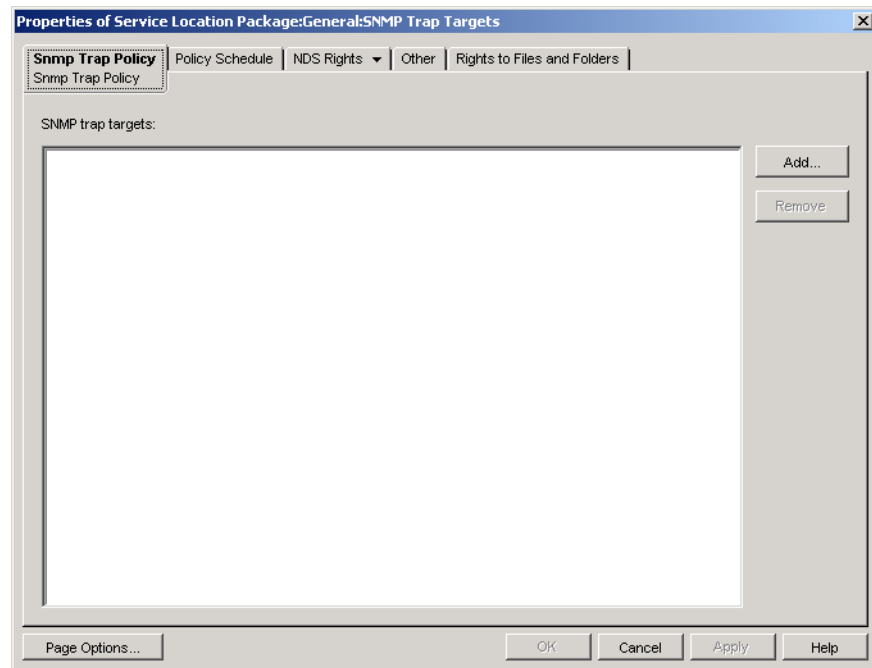 Properties of Service Location Package:General:SNMP Trap Targets
Snmp Trap Policy Policy Schedule NDS Rights Other Rights to Files and Folders
Snmp Trap Policy
SNMP trap targets:
Add...
Remove
Page Options... OK Cancel Apply Help